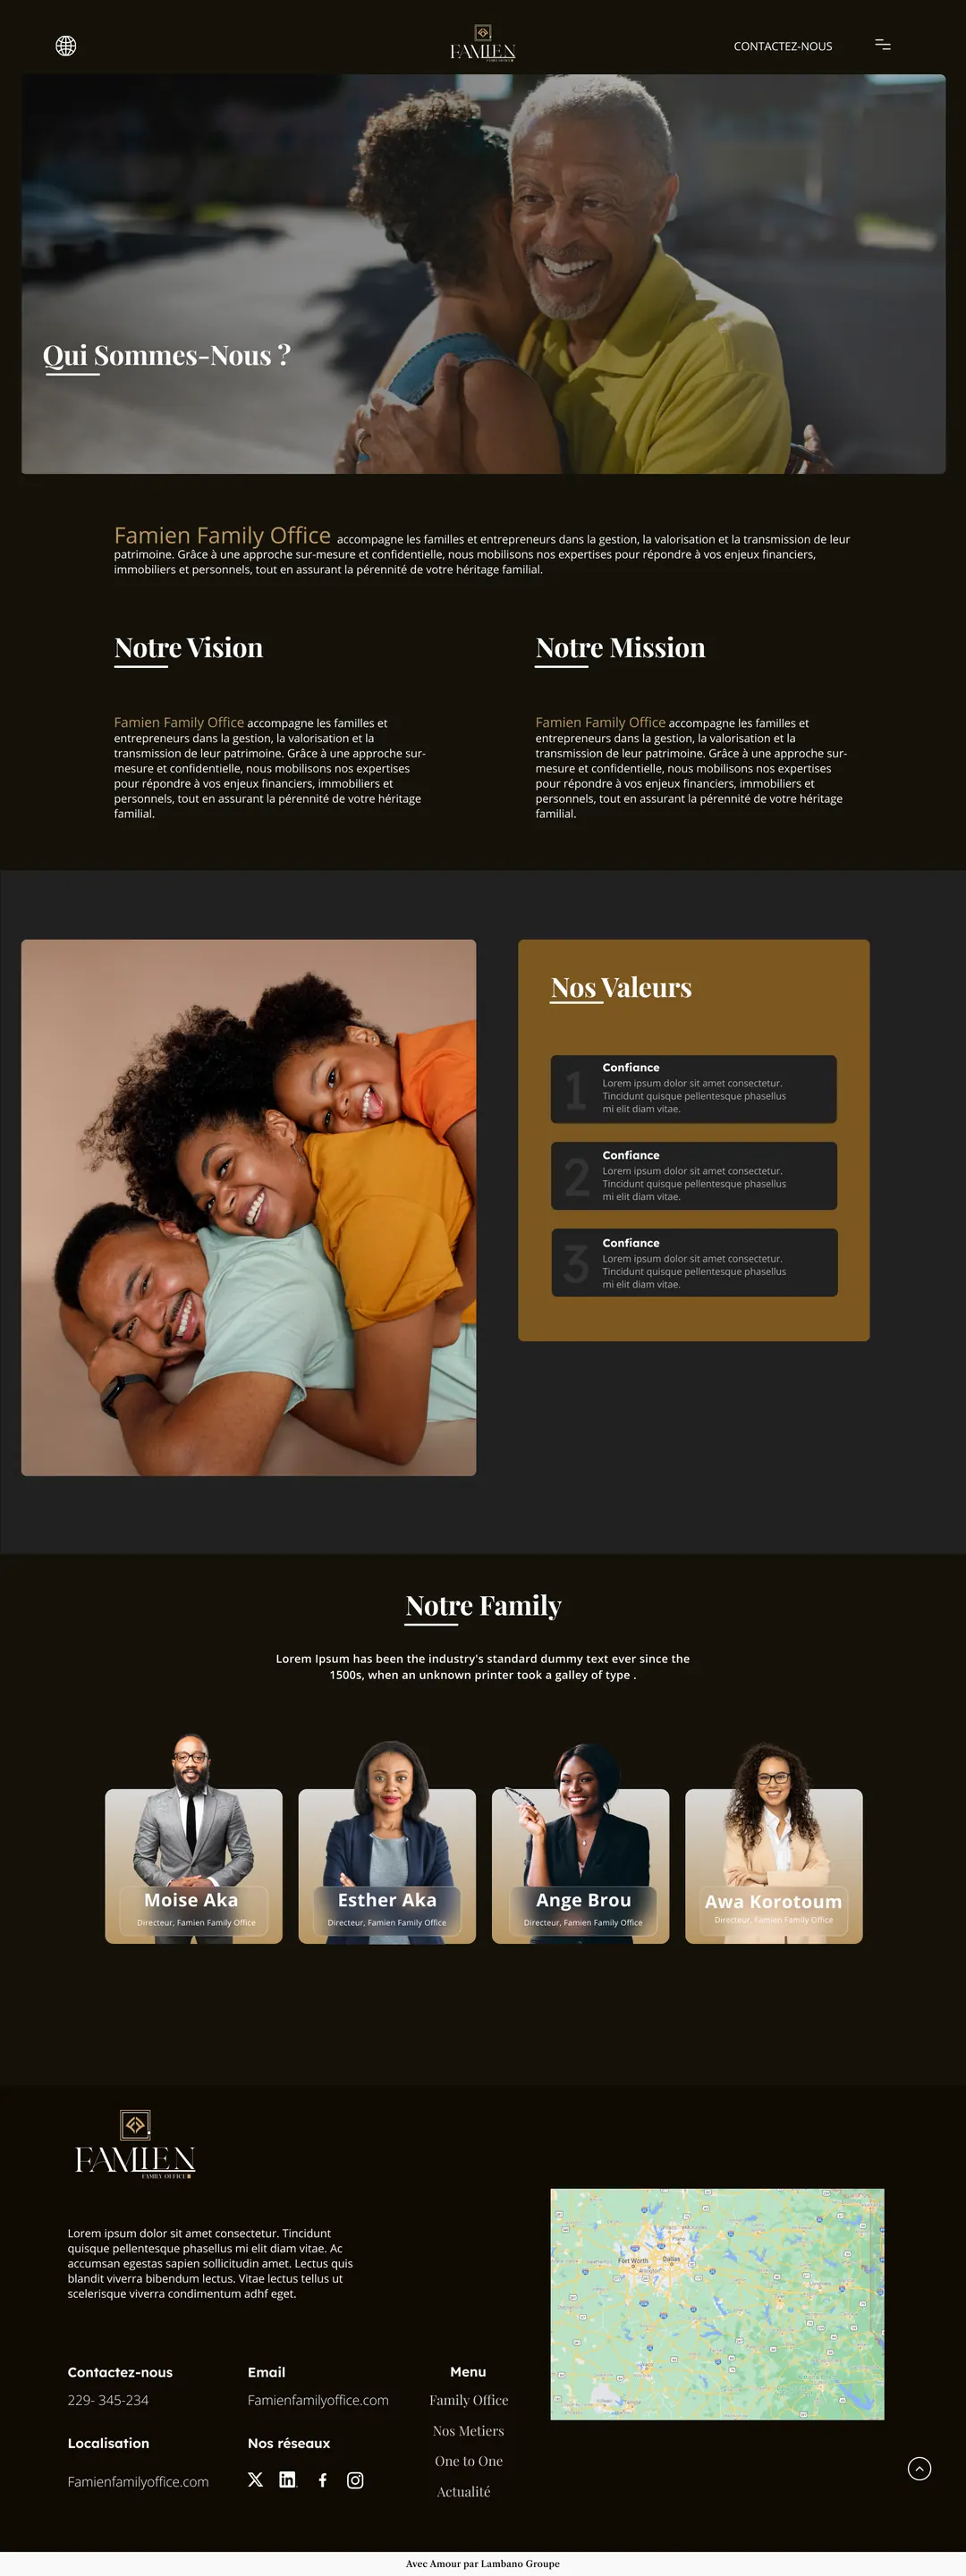 FAMIEN
FAMILY OFFICE
CONTACTEZ-NOUS
Qui Sommes-Nous ?
Famien Family Office accompagne les familles et entrepreneurs dans la gestion, la valorisation et la transmission de leur
patrimoine. Grâce à une approche sur-mesure et confidentielle, nous mobilisons nos expertises pour répondre à vos enjeux financiers,
immobiliers et personnels, tout en assurant la pérennité de votre héritage familial.
Notre Vision
Famien Family Office accompagne les familles et
entrepreneurs dans la gestion, la valorisation et la
transmission de leur patrimoine. Grâce à une approche sur-
mesure et confidentielle, nous mobilisons nos expertises
pour répondre à vos enjeux financiers, immobiliers et
personnels, tout en assurant la pérennité de votre héritage
familial.
Notre Mission
Famien Family Office accompagne les familles et
entrepreneurs dans la gestion, la valorisation et la
transmission de leur patrimoine. Grâce à une approche sur-
mesure et confidentielle, nous mobilisons nos expertises
pour répondre à vos enjeux financiers, immobiliers et
personnels, tout en assurant la pérennité de votre héritage
familial.
Nos Valeurs
1
Confiance
Lorem ipsum dolor sit amet consectetur.
Tincidunt quisque pellentesque phasellus
mi elit diam vitae.
2
Confiance
Lorem ipsum dolor sit amet consectetur.
Tincidunt quisque pellentesque phasellus
mi elit diam vitae.
3
Confiance
Lorem ipsum dolor sit amet consectetur.
Tincidunt quisque pellentesque phasellus
mi elit diam vitae.
Notre Family
Lorem Ipsum has been the industry's standard dummy text ever since the
1500s, when an unknown printer took a galley of type .
Moise Aka
Directeur, Famien Family Office
Esther Aka
Directeur, Famien Family Office
Ange Brou
Directeur, Famien Family Office
Awa Korotoum
Directeur, Famien Family Office
FAMIEN
FAMILY OFFICE
Lorem ipsum dolor sit amet consectetur. Tincidunt
quisque pellentesque phasellus mi elit diam vitae. Ac
accumsan egestas sapien sollicitudin amet. Lectus quis
blandit viverra bibendum lectus. Vitae lectus tellus ut
scelerisque viverra condimentum adhf eget.
Fort Worth
Dallas
Contactez-nous
229- 345-234
Localisation
Famienfamilyoffice.com
Email
Famienfamilyoffice.com
Nos réseaux
Menu
Family Office
Nos Metiers
One to One
Actualité
Avec Amour par Lambano Groupe